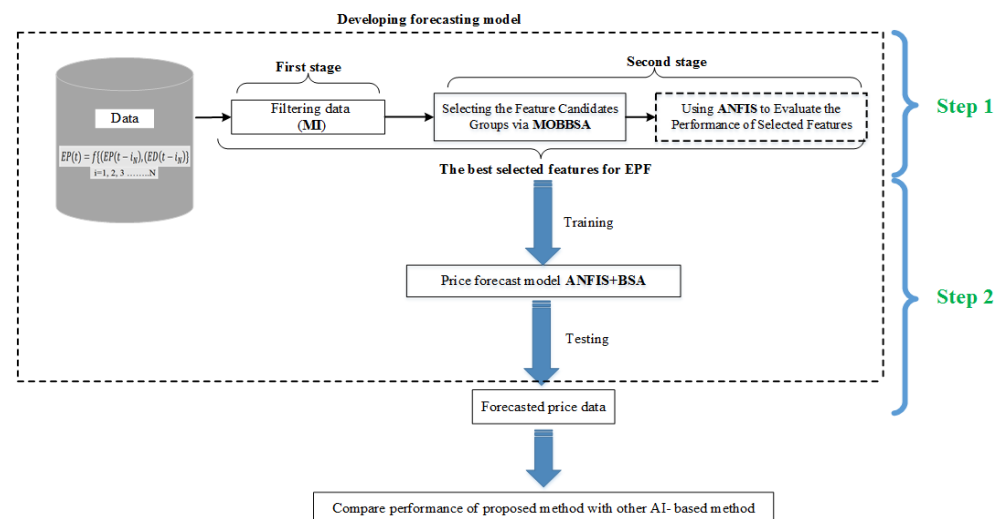 Developing forecasting model
First stage
Second stage
Step 1
Data
Filtering data
(MI)
Selecting the Feature Candidates
Groups via MOBBSA
Using ANFIS to Evaluate the
Performance of Selected Features
EP(t) = f{(EP(t − i_N),(ED(t − i_N)}
i=1, 2, 3 ........N
The best selected features for EPF
Training
Price forecast model ANFIS+BSA
Step 2
Testing
Forecasted price data
Compare performance of proposed method with other AI- based method